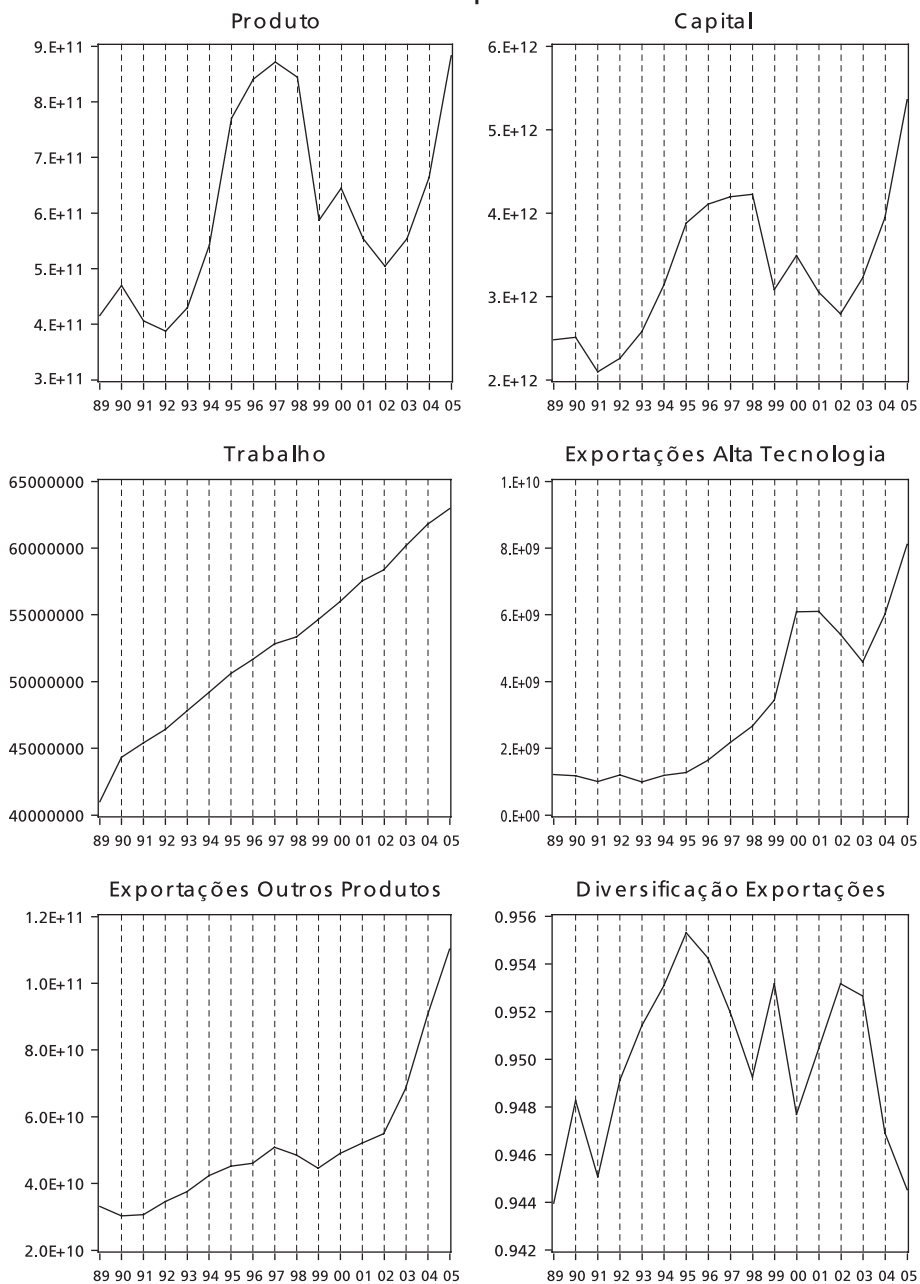 Produto
9.E+11
8.E+11
7.E+11
6.E+11
5.E+11
4.E+11
3.E+11
89 90 91 92 93 94 95 96 97 98 99 00 01 02 03 04 05
Capital
6.E+12
5.E+12
4.E+12
3.E+12
2.E+12
89 90 91 92 93 94 95 96 97 98 99 00 01 02 03 04 05
Trabalho
65000000
60000000
55000000
50000000
45000000
40000000
89 90 91 92 93 94 95 96 97 98 99 00 01 02 03 04 05
Exportações Alta Tecnologia
1.E+10
8.E+09
6.E+09
4.E+09
2.E+09
0.E+00
89 90 91 92 93 94 95 96 97 98 99 00 01 02 03 04 05
Exportações Outros Produtos
1.2E+11
1.0E+11
8.0E+10
6.0E+10
4.0E+10
2.0E+10
89 90 91 92 93 94 95 96 97 98 99 00 01 02 03 04 05
Diversificação Exportações
0.956
0.954
0.952
0.950
0.948
0.946
0.944
0.942
89 90 91 92 93 94 95 96 97 98 99 00 01 02 03 04 05